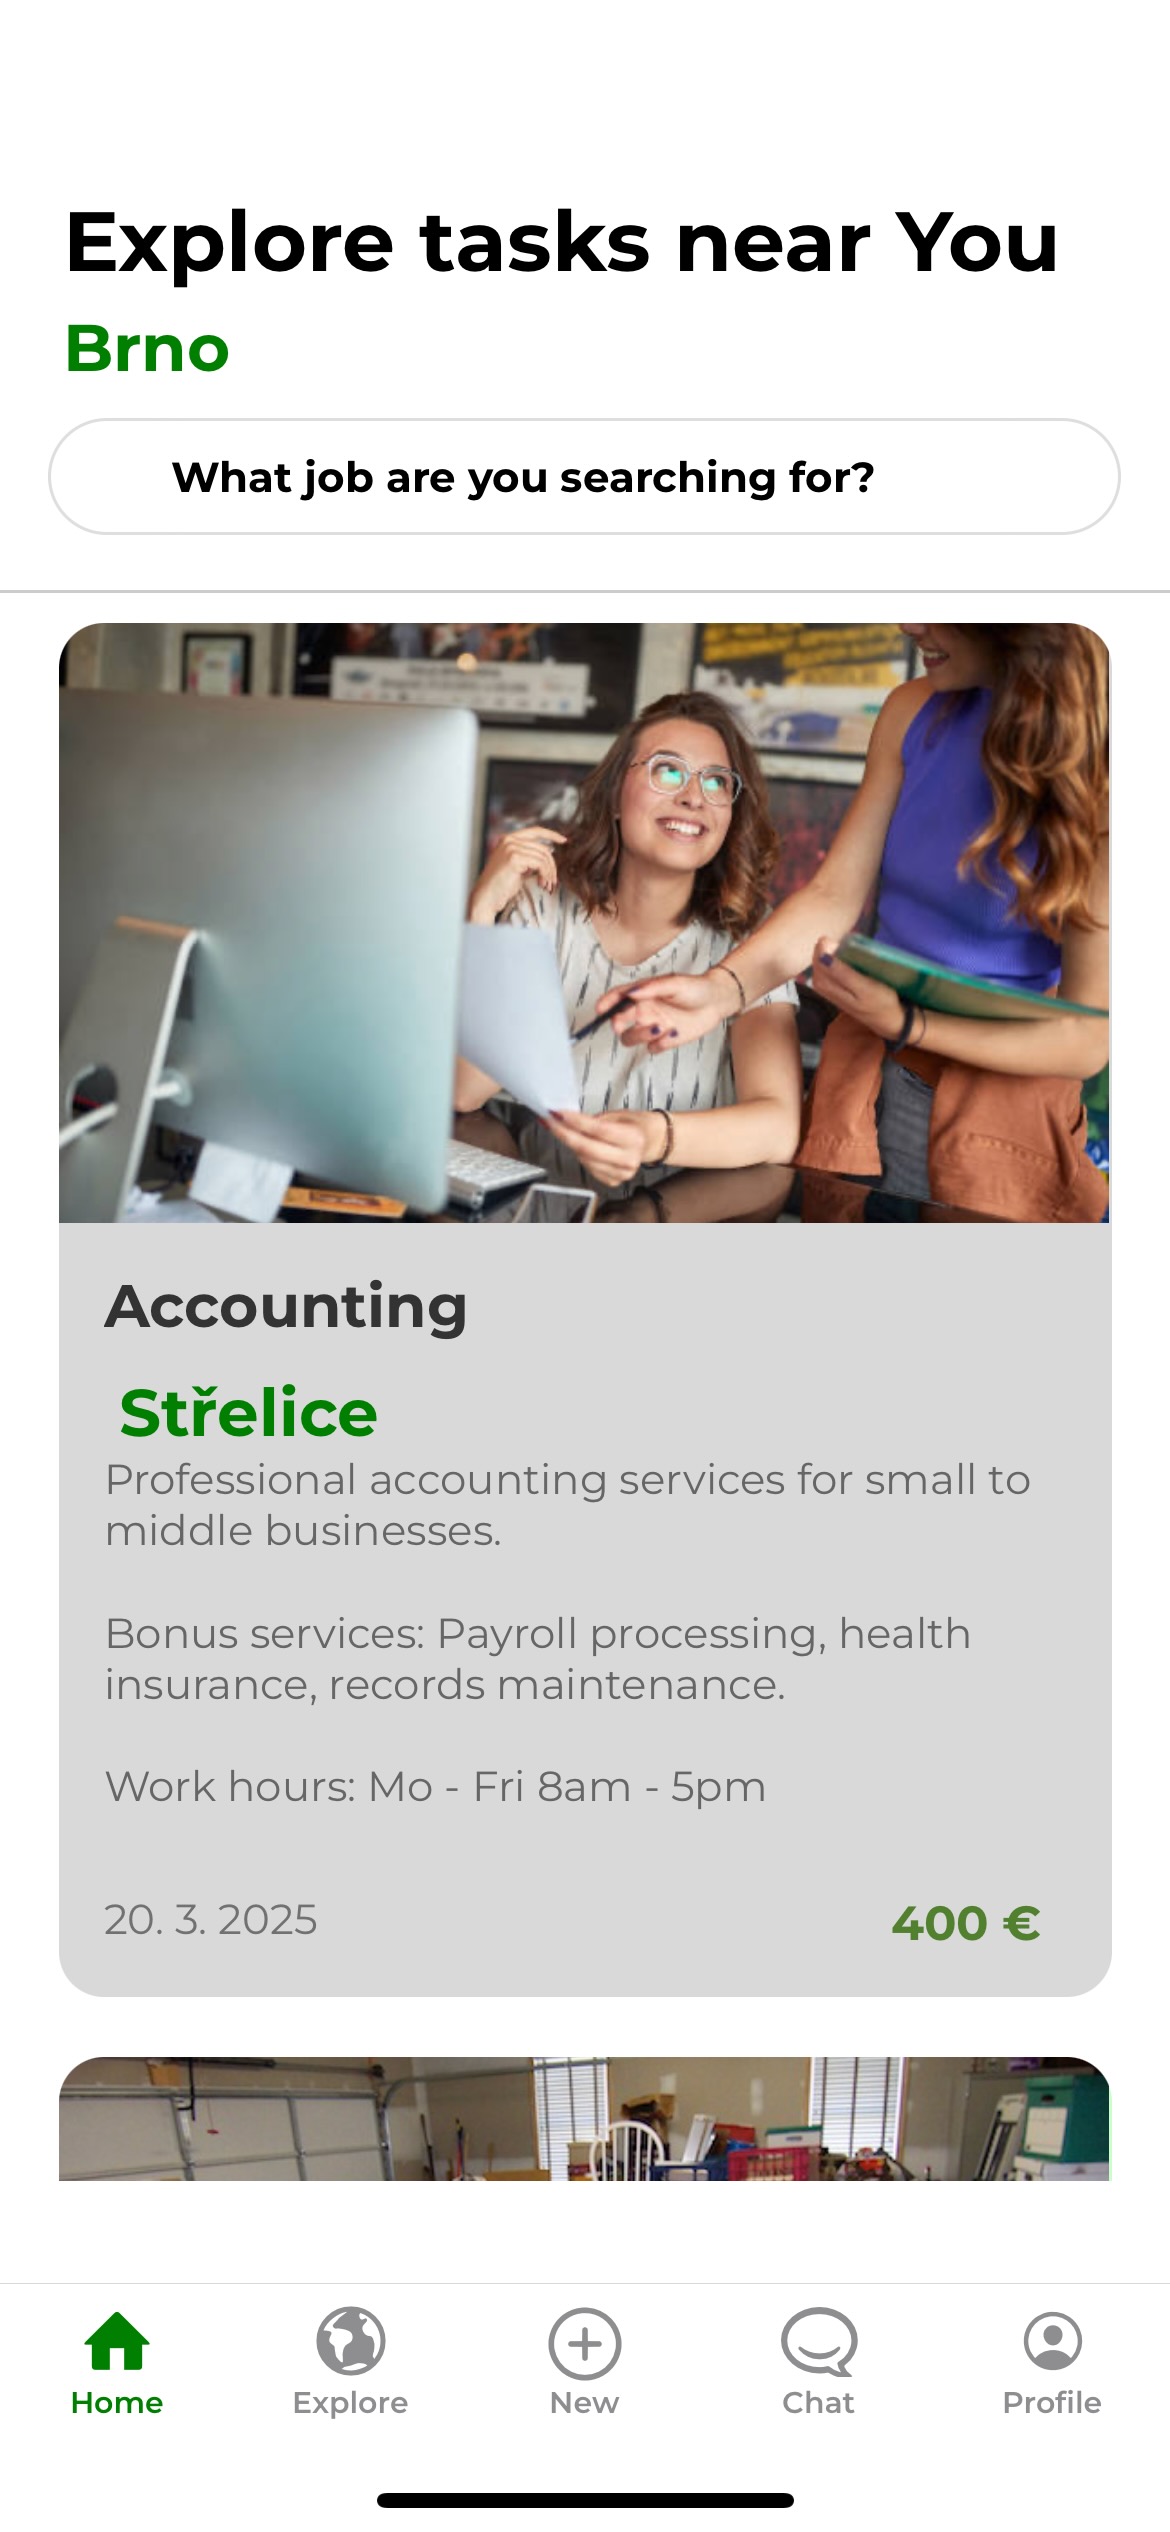 Explore tasks near You
Brno
What job are you searching for?
Accounting
Střelice
Professional accounting services for small to
middle businesses.
Bonus services: Payroll processing, health
insurance, records maintenance.
Work hours: Mo - Fri 8am - 5pm
20. 3. 2025
400 €
Home
Explore
New
Chat
Profile